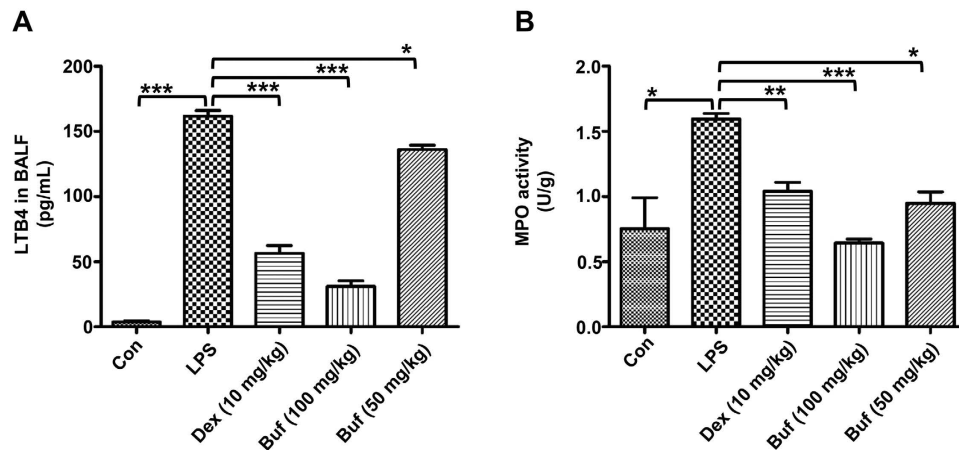 A
LTB4 in BALF
(pg/mL)
200
150
100
50
0
***
***
***
*
Con
LPS
Dex (10 mg/kg)
Buf (100 mg/kg)
Buf (50 mg/kg)
B
MPO activity
(U/g)
2.0
1.5
1.0
0.5
0.0
*
**
***
*
Con
LPS
Dex (10 mg/kg)
Buf (100 mg/kg)
Buf (50 mg/kg)